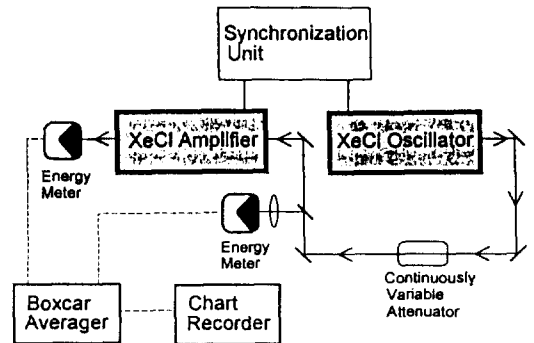 Synchronization
Unit
XeCl Amplifier
XeCl Oscillator
Energy
Meter
Energy
Meter
Continuously
Variable
Attenuator
Boxcar
Averager
Chart
Recorder